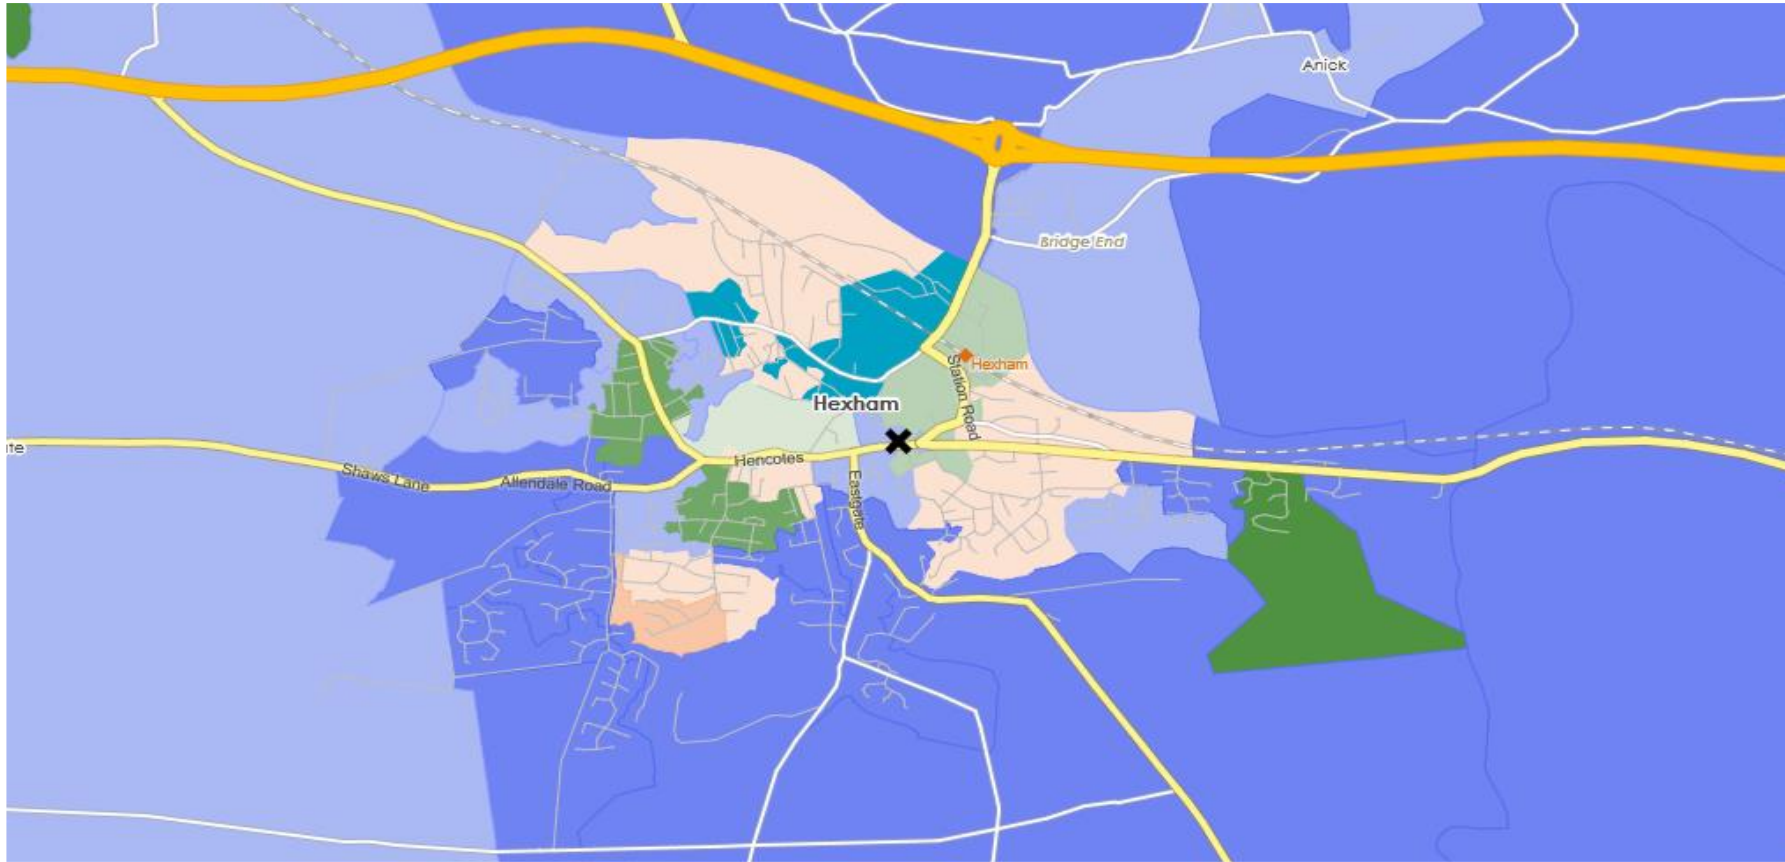 Anick
Bridge End
Hexham
Station Road
Hexham
Hencotes
Shaws Lane
Allendale Road
Eastgate